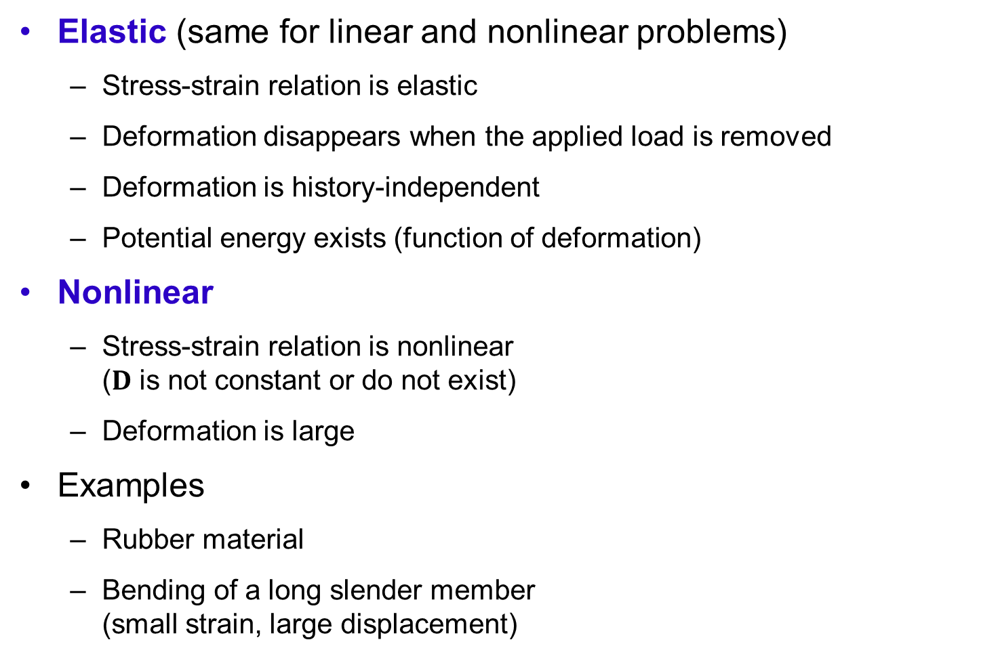 • Elastic (same for linear and nonlinear problems)
– Stress-strain relation is elastic
– Deformation disappears when the applied load is removed
– Deformation is history-independent
– Potential energy exists (function of deformation)
• Nonlinear
– Stress-strain relation is nonlinear
(D is not constant or do not exist)
– Deformation is large
• Examples
– Rubber material
– Bending of a long slender member
(small strain, large displacement)